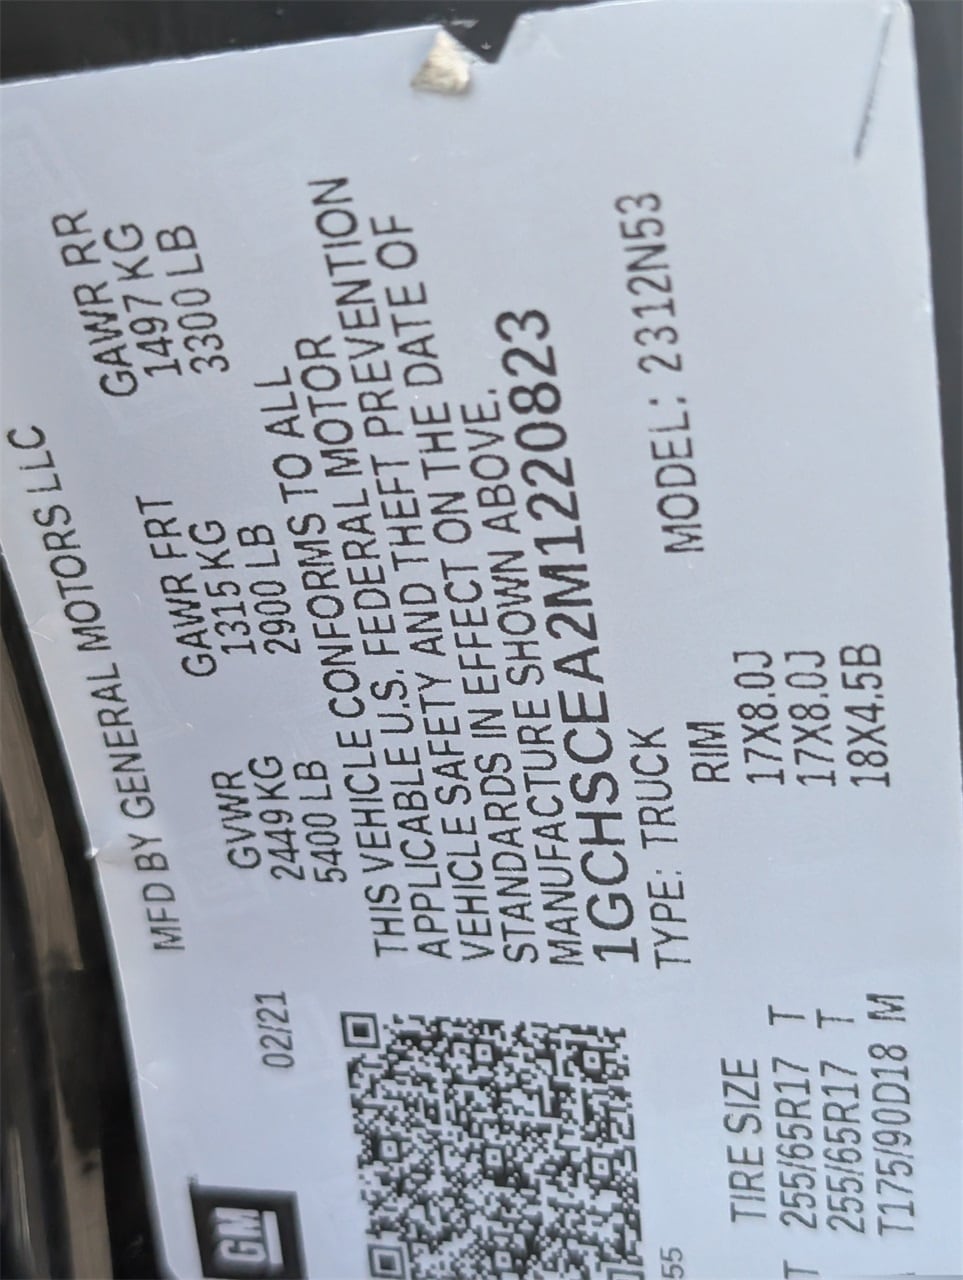 GM
MFD BY GENERAL MOTORS LLC
02/21
GVWR GAWR FRT GAWR RR
2449 KG 1315 KG 1497 KG
5400 LB 2900 LB 3300 LB
THIS VEHICLE CONFORMS TO ALL
APPLICABLE U.S. FEDERAL MOTOR
VEHICLE SAFETY AND THEFT PREVENTION
STANDARDS IN EFFECT ON THE DATE OF
MANUFACTURE SHOWN ABOVE.
1GCHSCEA2M1220823
TYPE: TRUCK MODEL: 2312N53
55
TIRE SIZE RIM
T 255/65R17 T 17X8.0J
255/65R17 T 17X8.0J
T175/90D18 M 18X4.5B